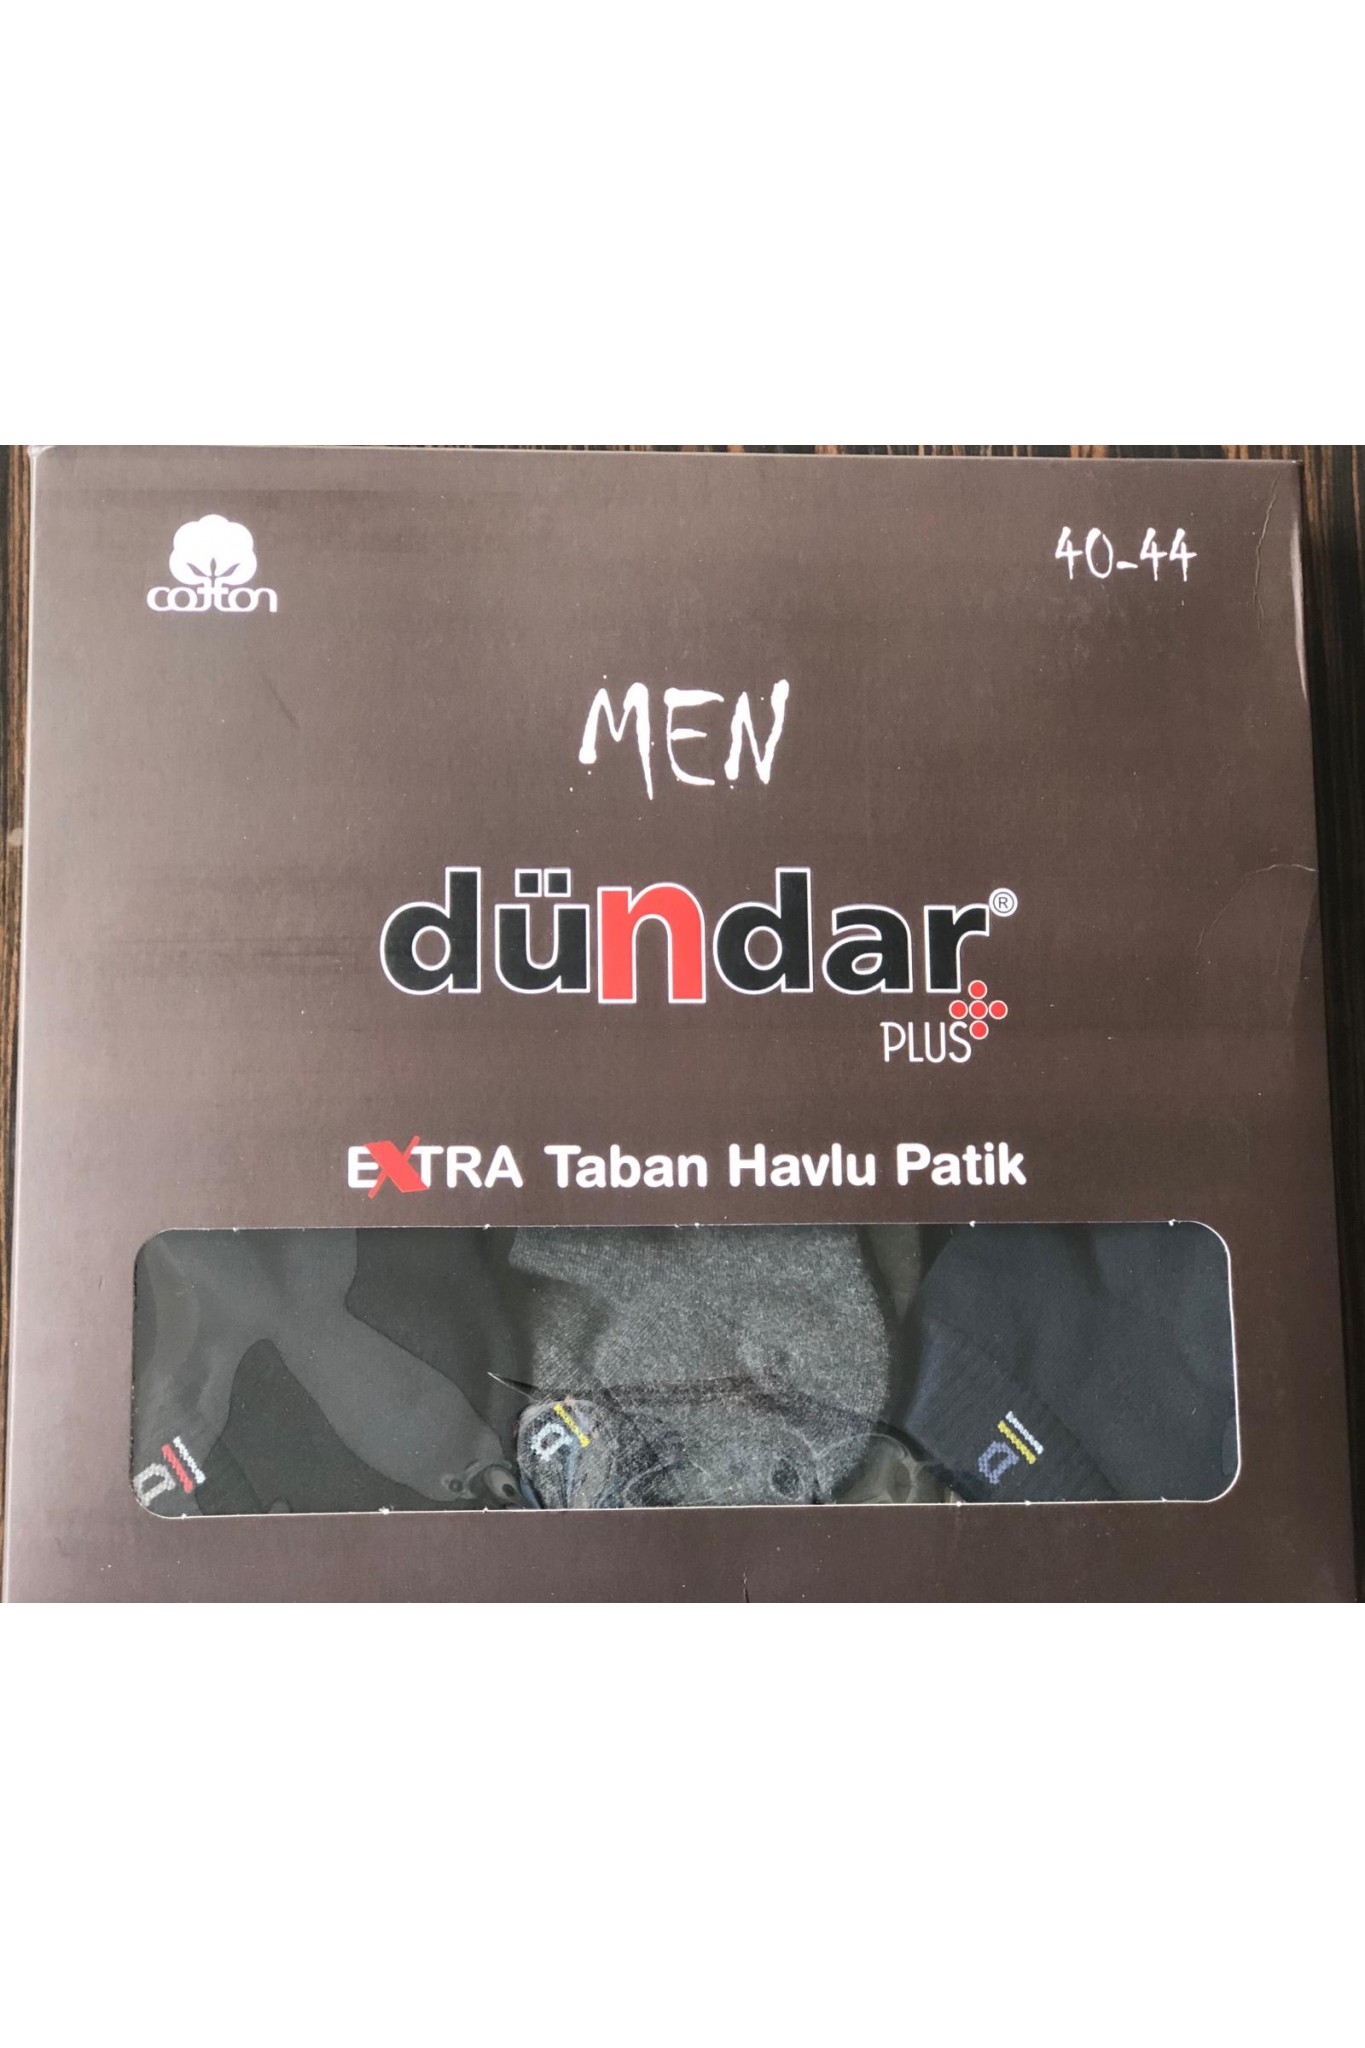 cotton
40-44
MEN
dündar®
PLUS
EXTRA Taban Havlu Patik
D
D
D